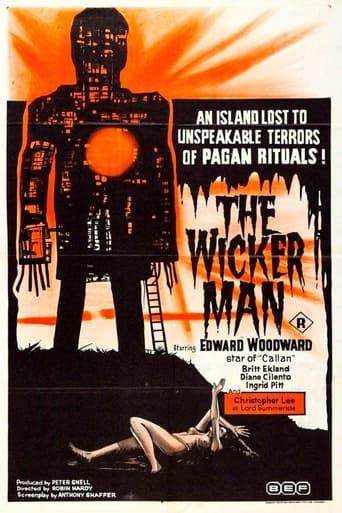 AN ISLAND LOST TO
UNSPEAKABLE TERRORS
OF PAGAN RITUALS!
THE
WICKER
MAN
R
Starring EDWARD WOODWARD
star of "Callan"
Britt Ekland
Diane Cilento
Ingrid Pitt
And
Christopher Lee
as Lord Summerisle
Produced by PETER SNELL
Directed by ROBIN HARDY
Screenplay by ANTHONY SHAFFER
BEF